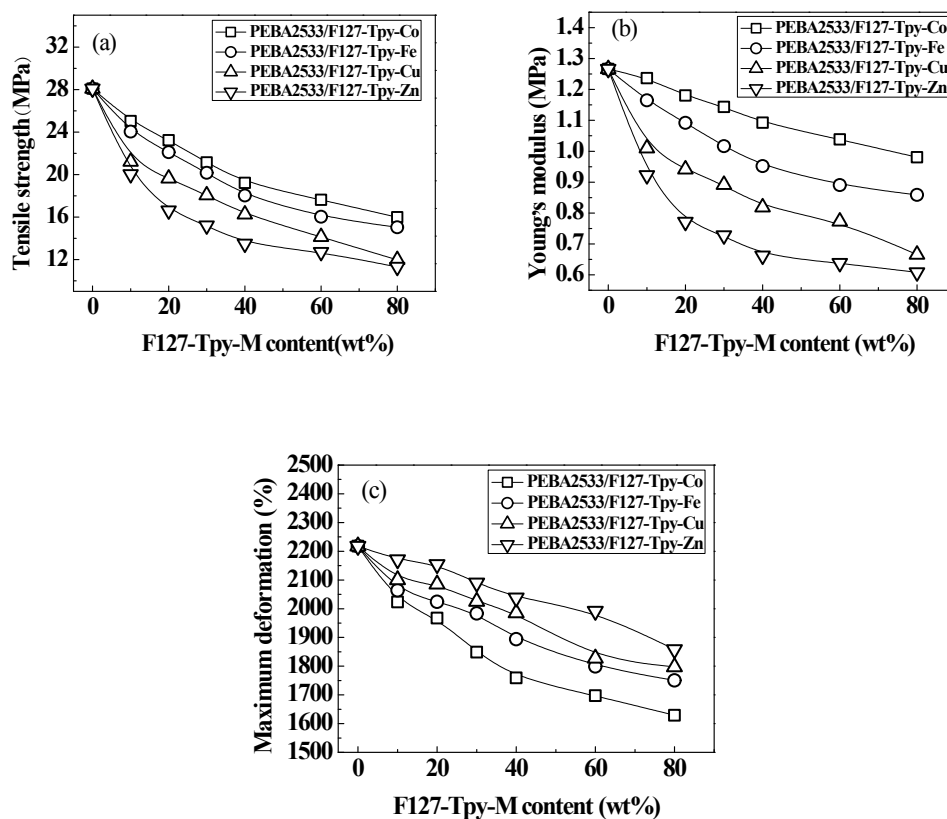 (a)
PEBA2533/F127-Tpy-Co
PEBA2533/F127-Tpy-Fe
PEBA2533/F127-Tpy-Cu
PEBA2533/F127-Tpy-Zn
32
28
24
20
16
12
Tensile strength(MPa)
0 20 40 60 80
F127-Tpy-M content(wt%)
(b)
PEBA2533/F127-Tpy-Co
PEBA2533/F127-Tpy-Fe
PEBA2533/F127-Tpy-Cu
PEBA2533/F127-Tpy-Zn
1.4
1.3
1.2
1.1
1.0
0.9
0.8
0.7
0.6
Young's modulus (MPa)
0 20 40 60 80
F127-Tpy-M content (wt%)
(c)
PEBA2533/F127-Tpy-Co
PEBA2533/F127-Tpy-Fe
PEBA2533/F127-Tpy-Cu
PEBA2533/F127-Tpy-Zn
2500
2400
2300
2200
2100
2000
1900
1800
1700
1600
1500
Maximum deformation (%)
0 20 40 60 80
F127-Tpy-M content (wt%)